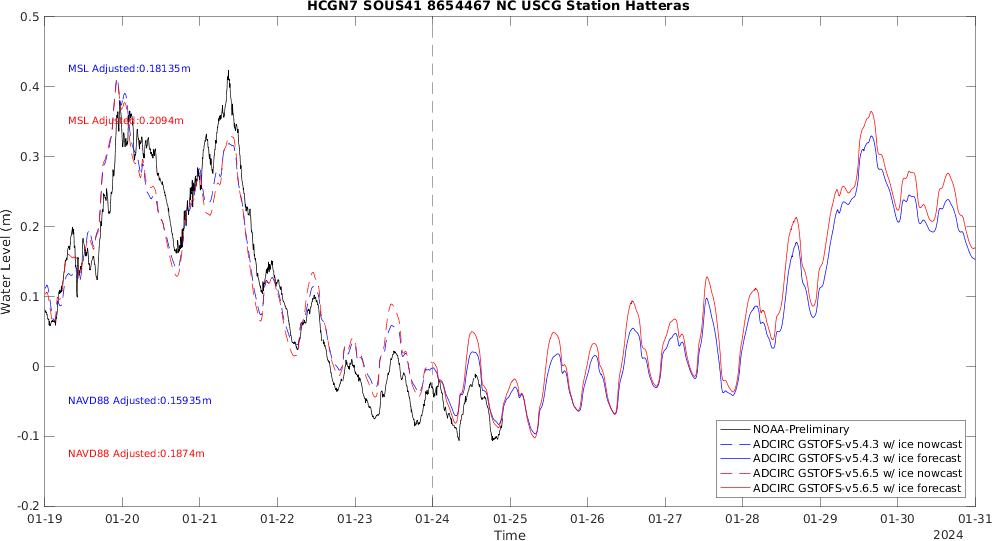 HCGN7 SOUS41 8654467 NC USCG Station Hatteras
0.5
0.4
0.3
0.2
0.1
0
-0.1
-0.2
Water Level (m)
MSL Adjusted:0.18135m
MSL Adjusted:0.2094m
NAVD88 Adjusted:0.15935m
NAVD88 Adjusted:0.1874m
NOAA-Preliminary
ADCIRC GSTOFS-v5.4.3 w/ ice nowcast
ADCIRC GSTOFS-v5.4.3 w/ ice forecast
ADCIRC GSTOFS-v5.6.5 w/ ice nowcast
ADCIRC GSTOFS-v5.6.5 w/ ice forecast
01-19 01-20 01-21 01-22 01-23 01-24 01-25 01-26 01-27 01-28 01-29 01-30 01-31
Time
2024